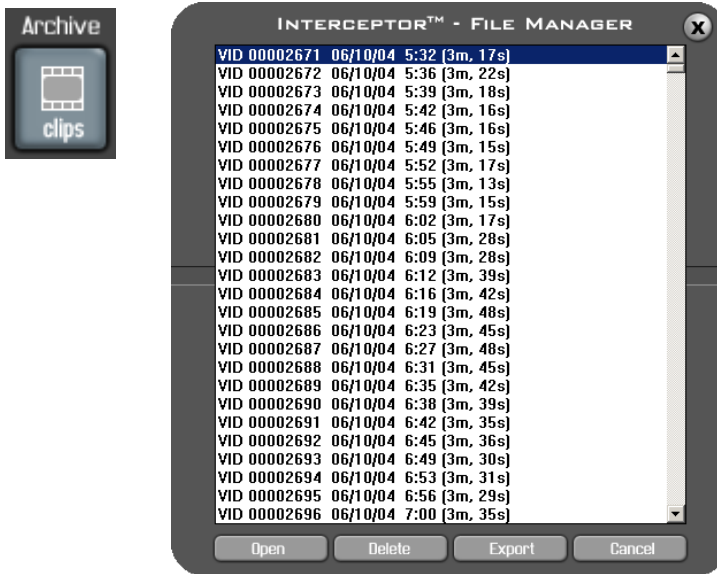 Archive
clips
INTERCEPTOR™ - FILE MANAGER
X
VID 00002671 06/10/04 5:32 (3m, 17s)
VID 00002672 06/10/04 5:36 (3m, 22s)
VID 00002673 06/10/04 5:39 (3m, 18s)
VID 00002674 06/10/04 5:42 (3m, 16s)
VID 00002675 06/10/04 5:46 (3m, 16s)
VID 00002676 06/10/04 5:49 (3m, 15s)
VID 00002677 06/10/04 5:52 (3m, 17s)
VID 00002678 06/10/04 5:55 (3m, 13s)
VID 00002679 06/10/04 5:59 (3m, 15s)
VID 00002680 06/10/04 6:02 (3m, 17s)
VID 00002681 06/10/04 6:05 (3m, 28s)
VID 00002682 06/10/04 6:09 (3m, 28s)
VID 00002683 06/10/04 6:12 (3m, 39s)
VID 00002684 06/10/04 6:16 (3m, 42s)
VID 00002685 06/10/04 6:19 (3m, 48s)
VID 00002686 06/10/04 6:23 (3m, 45s)
VID 00002687 06/10/04 6:27 (3m, 48s)
VID 00002688 06/10/04 6:31 (3m, 45s)
VID 00002689 06/10/04 6:35 (3m, 42s)
VID 00002690 06/10/04 6:38 (3m, 39s)
VID 00002691 06/10/04 6:42 (3m, 35s)
VID 00002692 06/10/04 6:45 (3m, 36s)
VID 00002693 06/10/04 6:49 (3m, 30s)
VID 00002694 06/10/04 6:53 (3m, 31s)
VID 00002695 06/10/04 6:56 (3m, 29s)
VID 00002696 06/10/04 7:00 (3m, 35s)
Open Delete Export Cancel